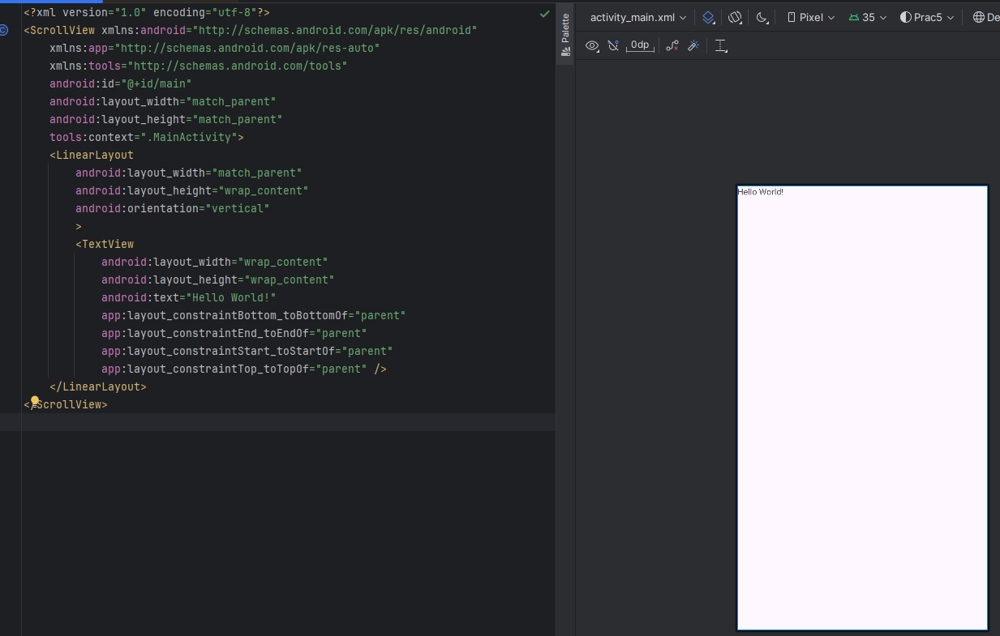 <?xml version="1.0" encoding="utf-8"?>
<ScrollView xmlns:android="http://schemas.android.com/apk/res/android"
    xmlns:app="http://schemas.android.com/apk/res-auto"
    xmlns:tools="http://schemas.android.com/tools"
    android:id="@+id/main"
    android:layout_width="match_parent"
    android:layout_height="match_parent"
    tools:context=".MainActivity">
    <LinearLayout
        android:layout_width="match_parent"
        android:layout_height="wrap_content"
        android:orientation="vertical"
        >
        <TextView
            android:layout_width="wrap_content"
            android:layout_height="wrap_content"
            android:text="Hello World!"
            app:layout_constraintBottom_toBottomOf="parent"
            app:layout_constraintEnd_toEndOf="parent"
            app:layout_constraintStart_toStartOf="parent"
            app:layout_constraintTop_toTopOf="parent" />
    </LinearLayout>
</ScrollView>
Palette
activity_main.xml Pixel 35 Prac5 De
0dp
Hello World!